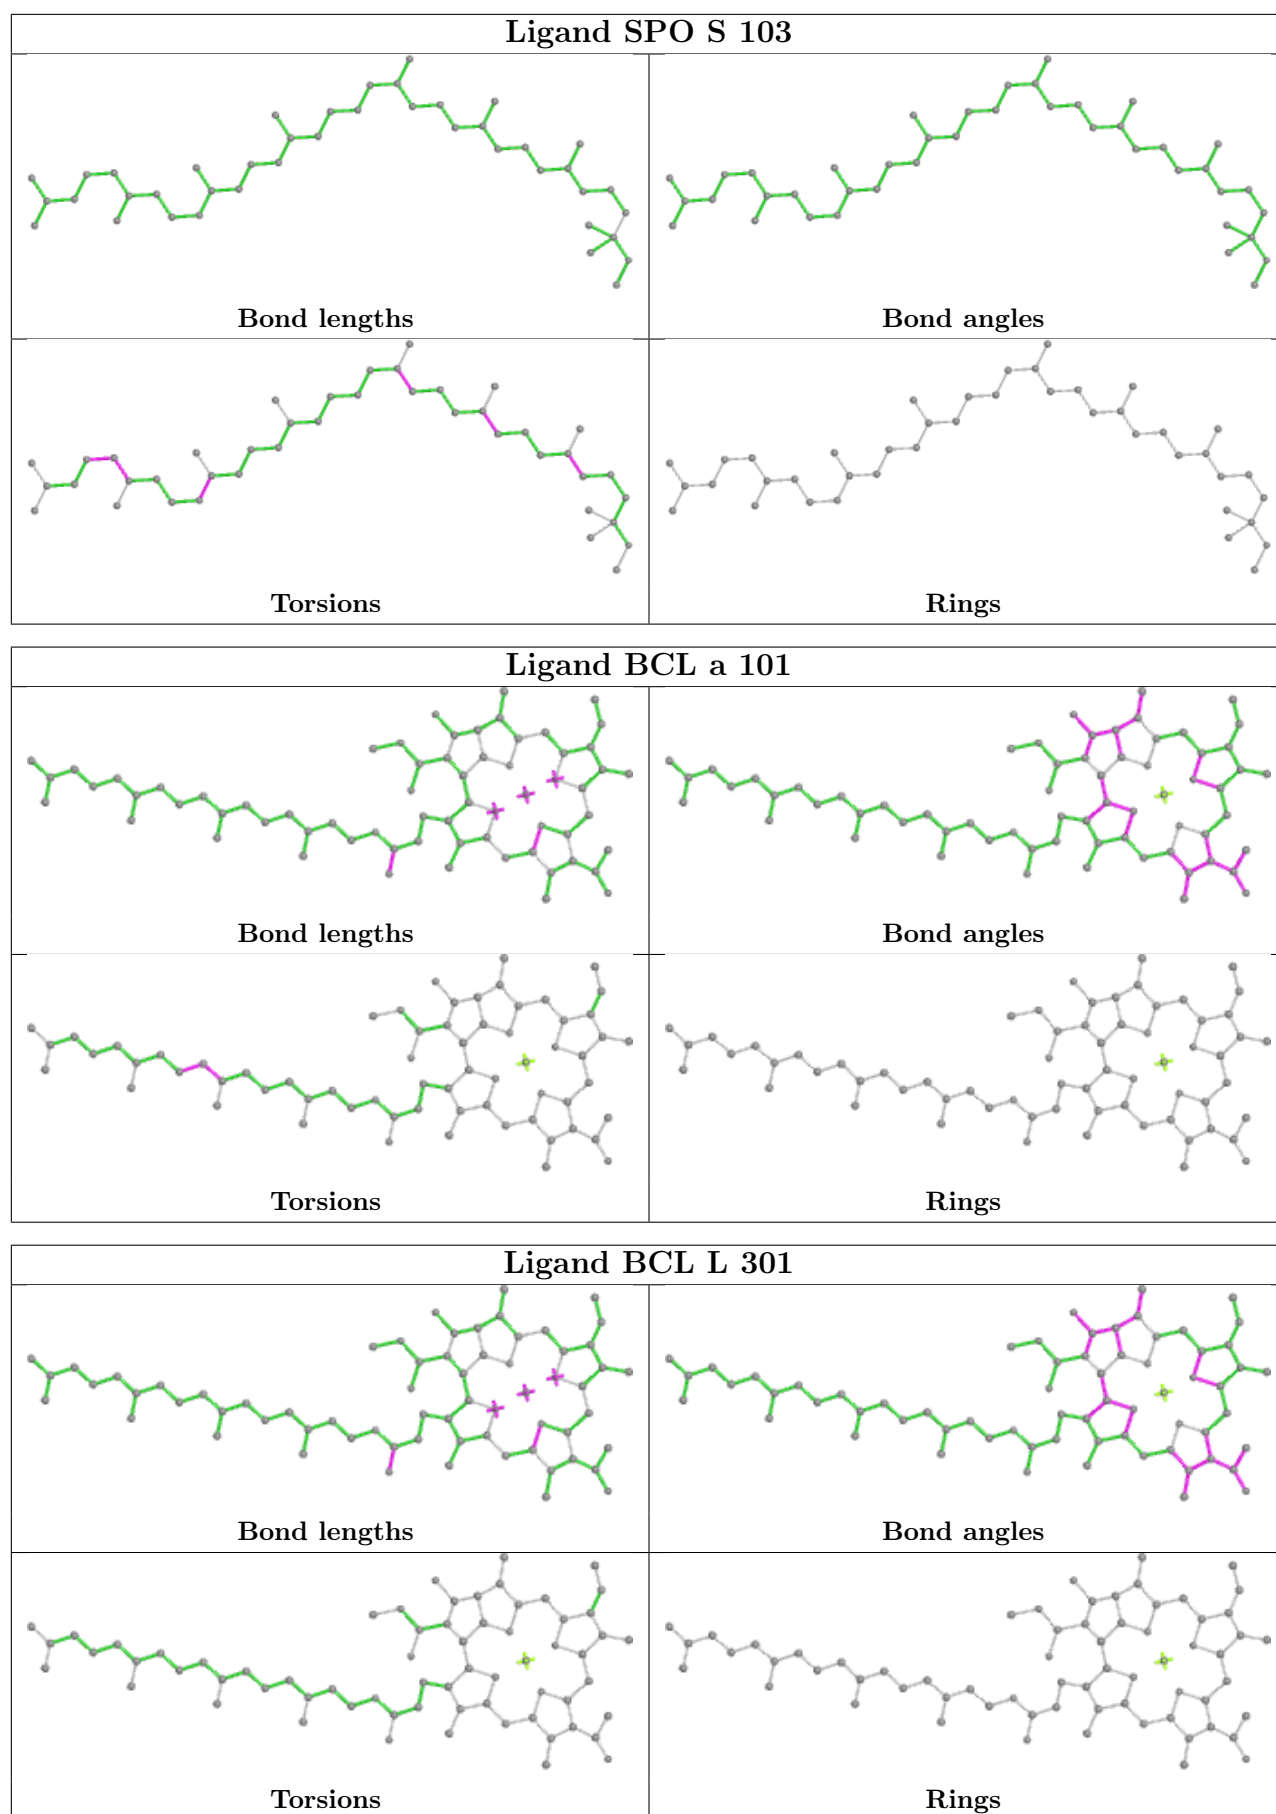 Ligand SPO S 103
Bond lengths
Bond angles
Torsions
Rings
Ligand BCL a 101
Bond lengths
Bond angles
Torsions
Rings
Ligand BCL L 301
Bond lengths
Bond angles
Torsions
Rings